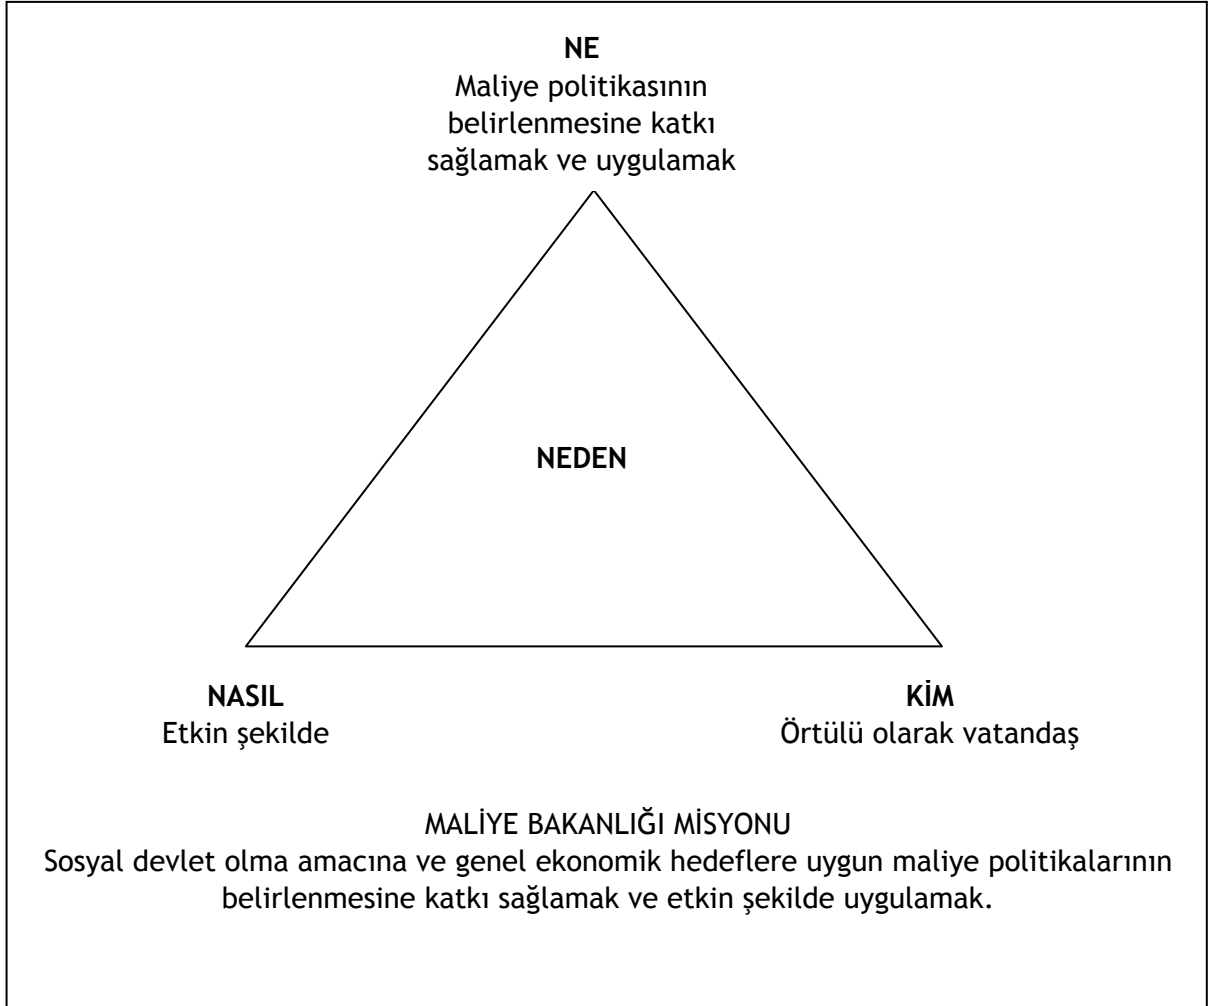 NE
Maliye politikasının
belirlenmesine katkı
sağlamak ve uygulamak
NEDEN
NASIL
Etkin şekilde
KİM
Örtülü olarak vatandaş
MALİYE BAKANLIĞI MİSYONU
Sosyal devlet olma amacına ve genel ekonomik hedeflere uygun maliye politikalarının
belirlenmesine katkı sağlamak ve etkin şekilde uygulamak.